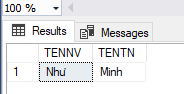 100 %
Results Messages
TENNV TENTN
1 Như Minh